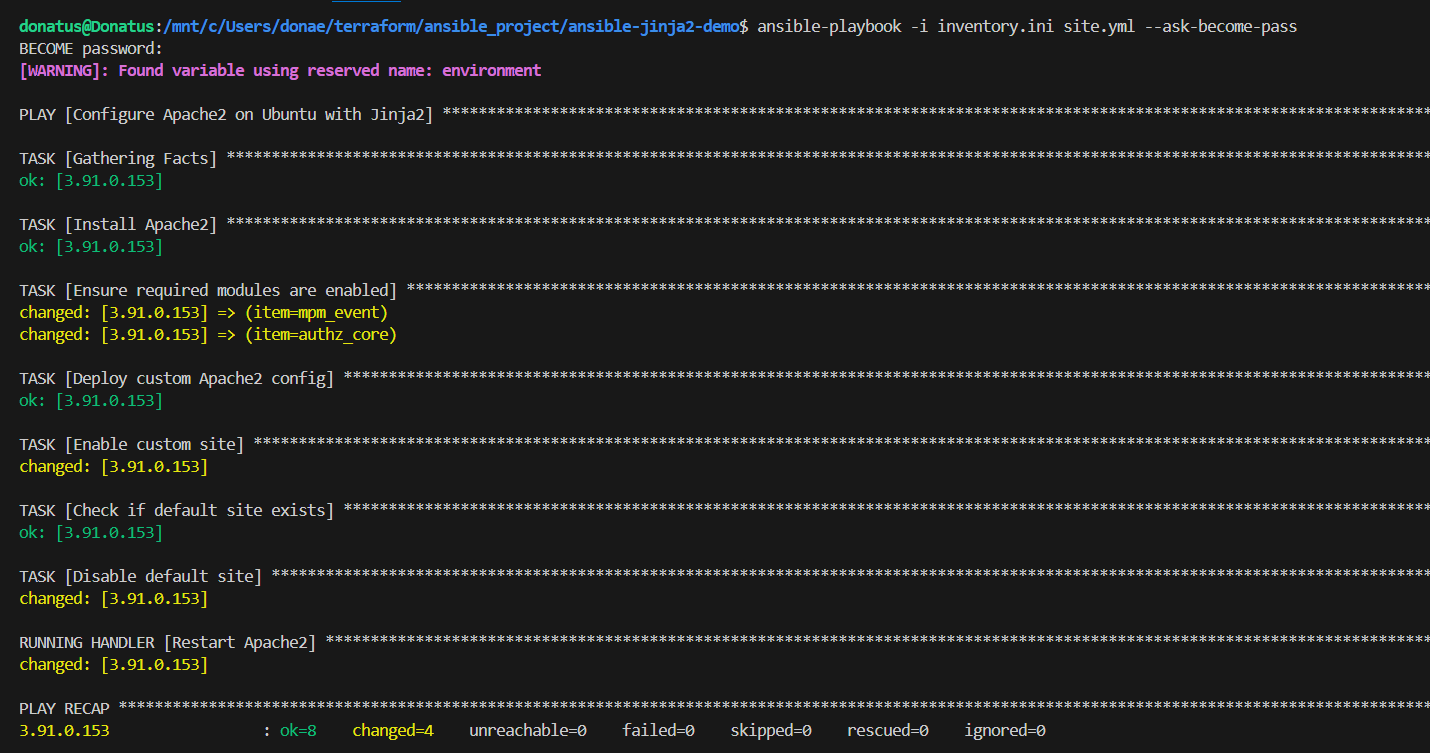 donatus@Donatus:/mnt/c/Users/donae/terraform/ansible_project/ansible-jinja2-demo$ ansible-playbook -i inventory.ini site.yml --ask-become-pass
BECOME password:
[WARNING]: Found variable using reserved name: environment
PLAY [Configure Apache2 on Ubuntu with Jinja2] **************************************************************************************************************
TASK [Gathering Facts] **************************************************************************************************************************************
ok: [3.91.0.153]
TASK [Install Apache2] **************************************************************************************************************************************
ok: [3.91.0.153]
TASK [Ensure required modules are enabled] ******************************************************************************************************************
changed: [3.91.0.153] => (item=mpm_event)
changed: [3.91.0.153] => (item=authz_core)
TASK [Deploy custom Apache2 config] *************************************************************************************************************************
ok: [3.91.0.153]
TASK [Enable custom site] ***********************************************************************************************************************************
changed: [3.91.0.153]
TASK [Check if default site exists] *************************************************************************************************************************
ok: [3.91.0.153]
TASK [Disable default site] *********************************************************************************************************************************
changed: [3.91.0.153]
RUNNING HANDLER [Restart Apache2] ***************************************************************************************************************************
changed: [3.91.0.153]
PLAY RECAP **************************************************************************************************************************************************
3.91.0.153 : ok=8 changed=4 unreachable=0 failed=0 skipped=0 rescued=0 ignored=0